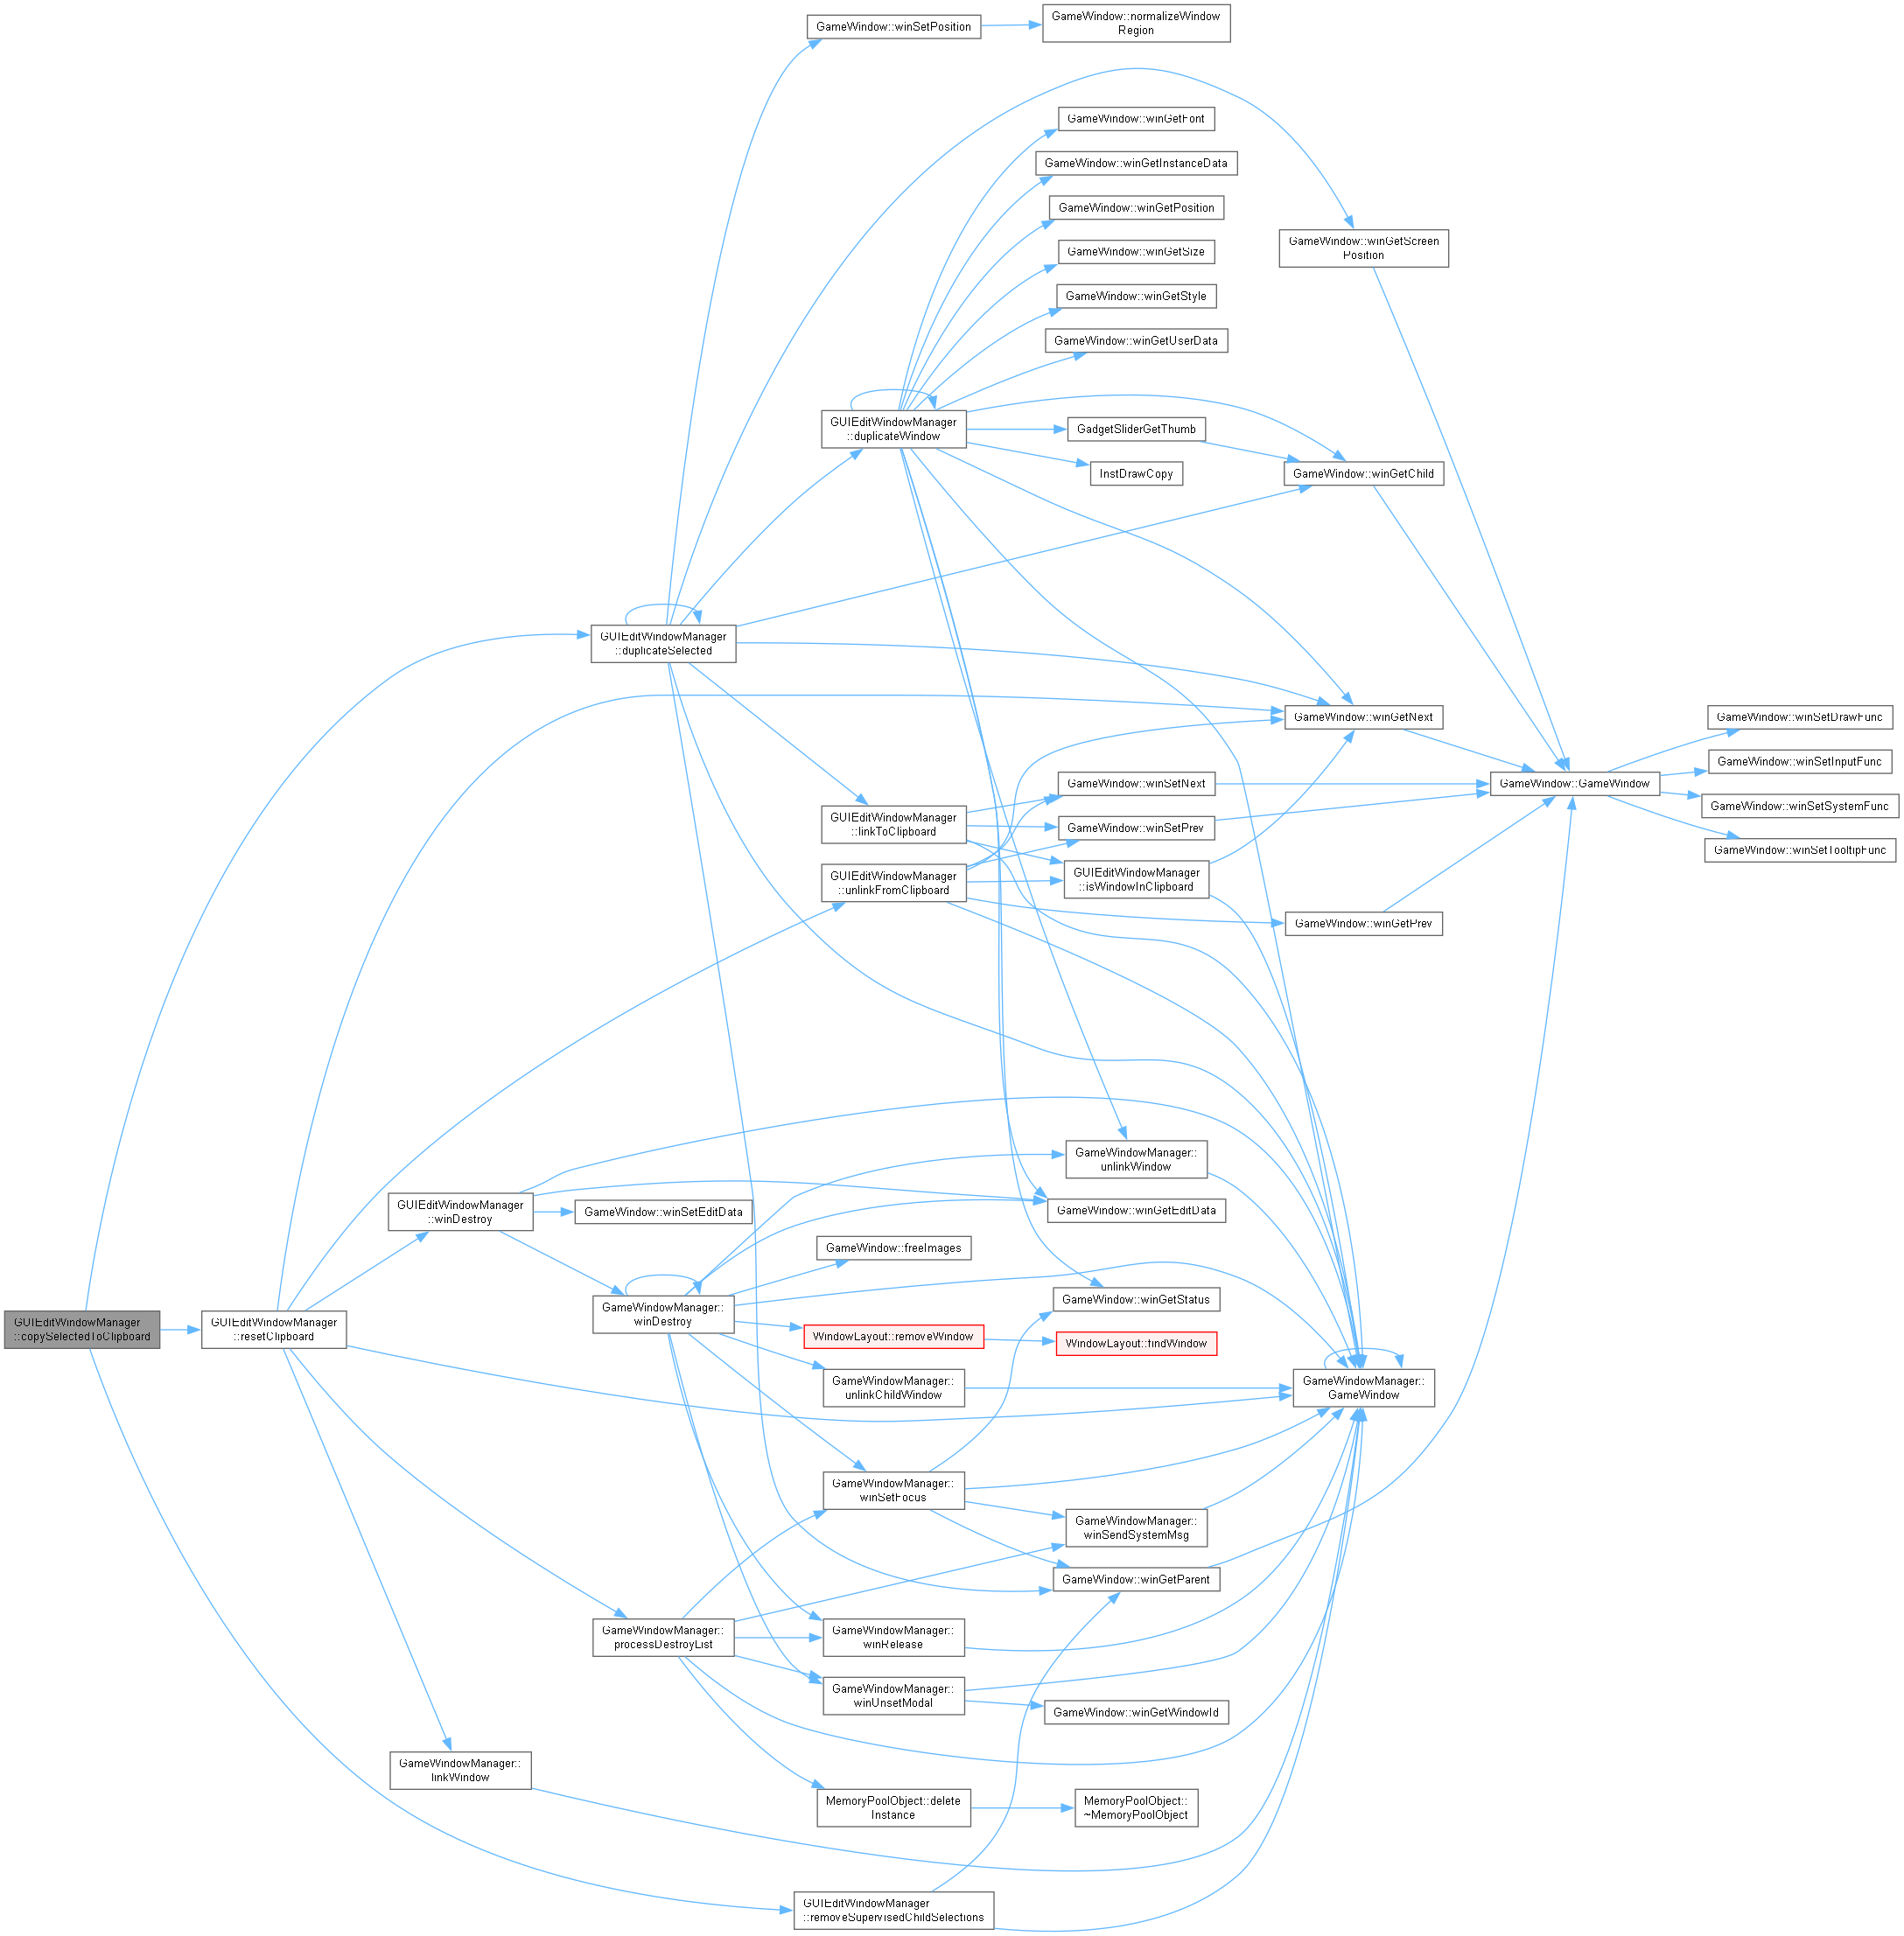 GameWindow::winSetPosition
GameWindow::normalizeWindow
Region
GameWindow::winGetFont
GameWindow::winGetInstanceData
GameWindow::winGetPosition
GameWindow::winGetSize
GameWindow::winGetStyle
GameWindow::winGetUserData
GameWindow::winGetScreen
Position
GUIEditWindowManager
::duplicateWindow
GadgetSliderGetThumb
InstDrawCopy
GameWindow::winGetChild
GUIEditWindowManager
::duplicateSelected
GameWindow::winGetNext
GameWindow::winSetNext
GameWindow::GameWindow
GameWindow::winSetDrawFunc
GameWindow::winSetInputFunc
GameWindow::winSetSystemFunc
GameWindow::winSetTooltipFunc
GUIEditWindowManager
::linkToClipboard
GameWindow::winSetPrev
GUIEditWindowManager
::unlinkFromClipboard
GUIEditWindowManager
::isWindowInClipboard
GameWindow::winGetPrev
GameWindowManager::
unlinkWindow
GUIEditWindowManager
::winDestroy
GameWindow::winSetEditData
GameWindow::winGetEditData
GameWindow::freeImages
GameWindow::winGetStatus
GUIEditWindowManager
::copySelectedToClipboard
GUIEditWindowManager
::resetClipboard
GameWindowManager::
winDestroy
WindowLayout::removeWindow
WindowLayout::findWindow
GameWindowManager::
unlinkChildWindow
GameWindowManager::
GameWindow
GameWindowManager::
winSetFocus
GameWindowManager::
winSendSystemMsg
GameWindow::winGetParent
GameWindowManager::
processDestroyList
GameWindowManager::
winRelease
GameWindowManager::
winUnsetModal
GameWindow::winGetWindowId
GameWindowManager::
linkWindow
MemoryPoolObject::delete
Instance
MemoryPoolObject::
~MemoryPoolObject
GUIEditWindowManager
::removeSupervisedChildSelections